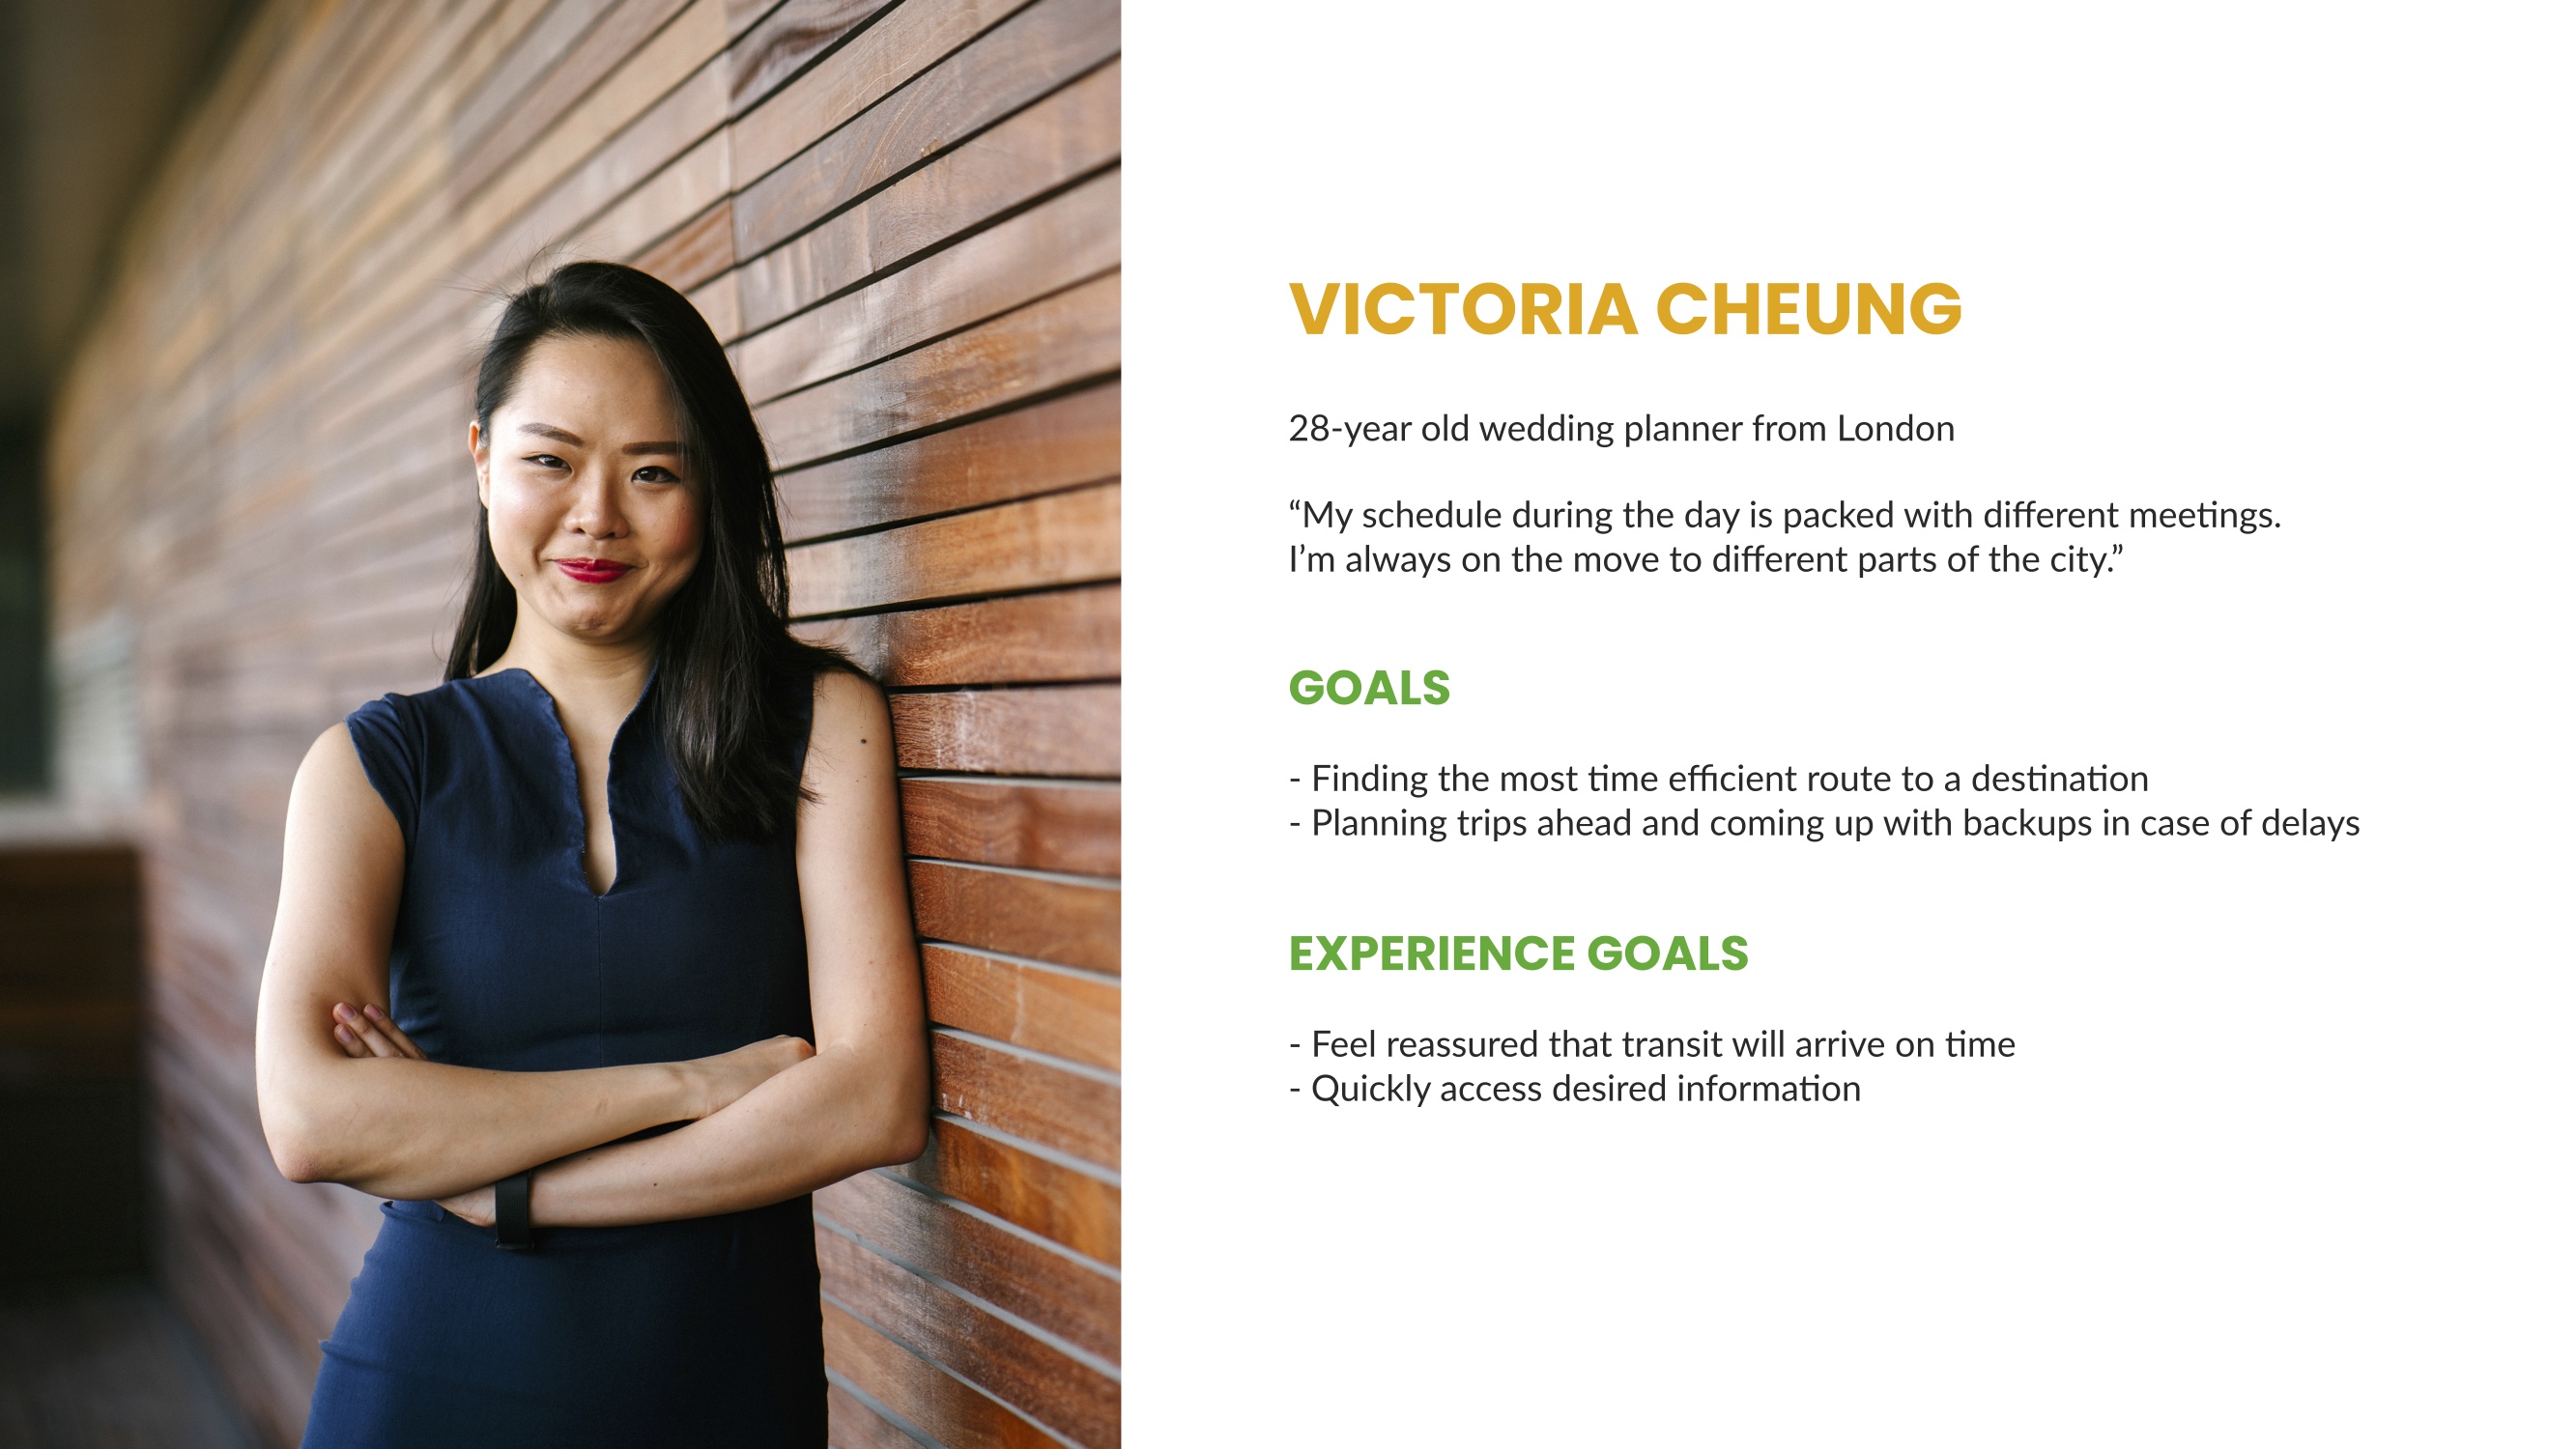 VICTORIA CHEUNG
28-year old wedding planner from London
“My schedule during the day is packed with different meetings.
I’m always on the move to different parts of the city.”
GOALS
- Finding the most time efficient route to a destination
- Planning trips ahead and coming up with backups in case of delays
EXPERIENCE GOALS
- Feel reassured that transit will arrive on time
- Quickly access desired information